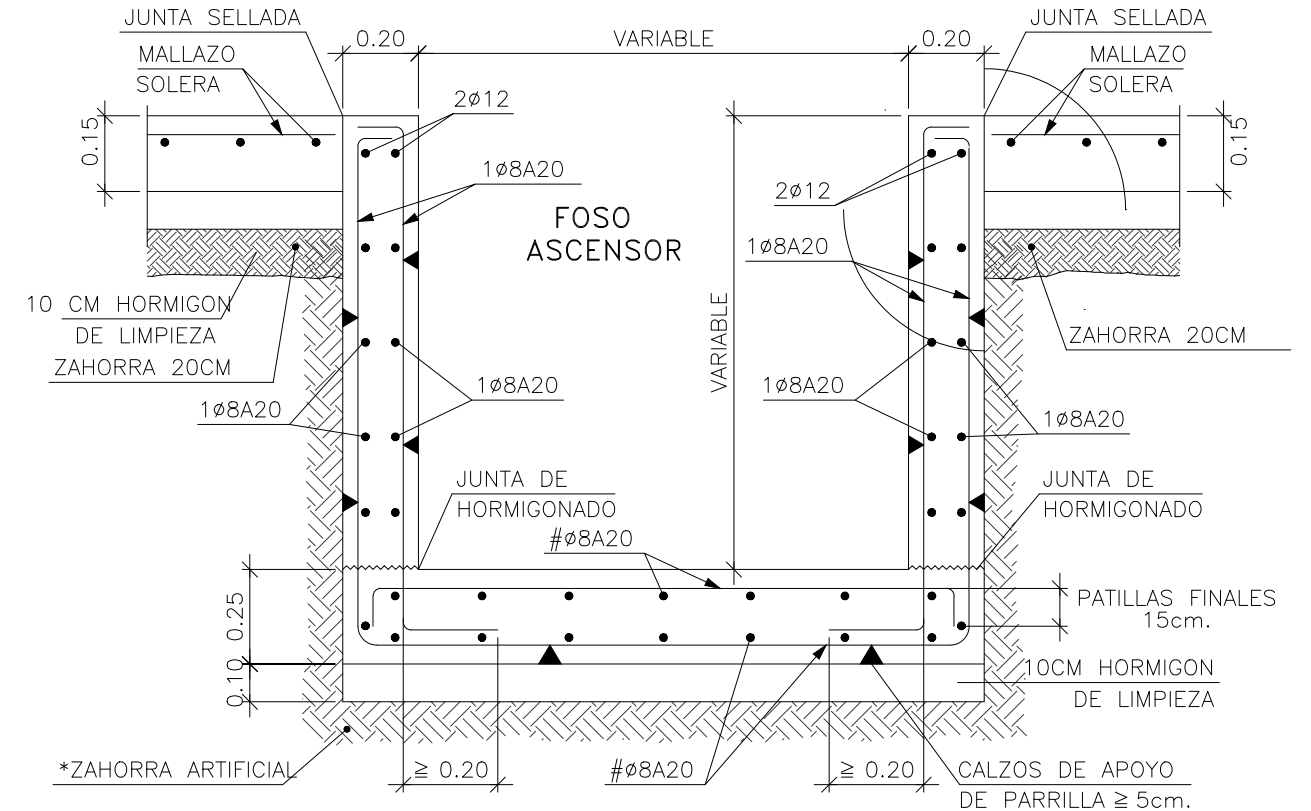 JUNTA SELLADA
JUNTA SELLADA
0.20
VARIABLE
0.20
MALLAZO
SOLERA
MALLAZO
SOLERA
2ø12
0.15
0.15
1ø8A20
2ø12
FOSO
ASCENSOR
1ø8A20
10 CM HORMIGON
DE LIMPIEZA
ZAHORRA 20CM
VARIABLE
ZAHORRA 20CM
1ø8A20
1ø8A20
1ø8A20
1ø8A20
JUNTA DE
HORMIGONADO
JUNTA DE
HORMIGONADO
#ø8A20
0.25
PATILLAS FINALES
15cm.
0.10
10CM HORMIGON
DE LIMPIEZA
*ZAHORRA ARTIFICIAL
≥ 0.20
#ø8A20
≥ 0.20
CALZOS DE APOYO
DE PARRILLA ≥ 5cm.